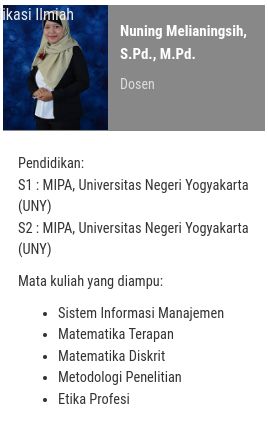 ikasi Ilmiah
Nuning Melianingsih,
S.Pd., M.Pd.
Dosen
Pendidikan:
S1 : MIPA, Universitas Negeri Yogyakarta
(UNY)
S2 : MIPA, Universitas Negeri Yogyakarta
(UNY)
Mata kuliah yang diampu:
• Sistem Informasi Manajemen
• Matematika Terapan
• Matematika Diskrit
• Metodologi Penelitian
• Etika Profesi